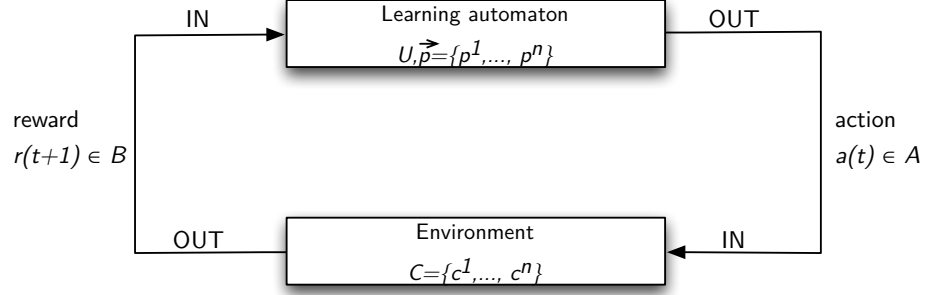 IN
Learning automaton
OUT
U,p⃗={p¹,..., pⁿ}
reward
r(t+1) ∈ B
action
a(t) ∈ A
OUT
Environment
IN
C={c¹,..., cⁿ}